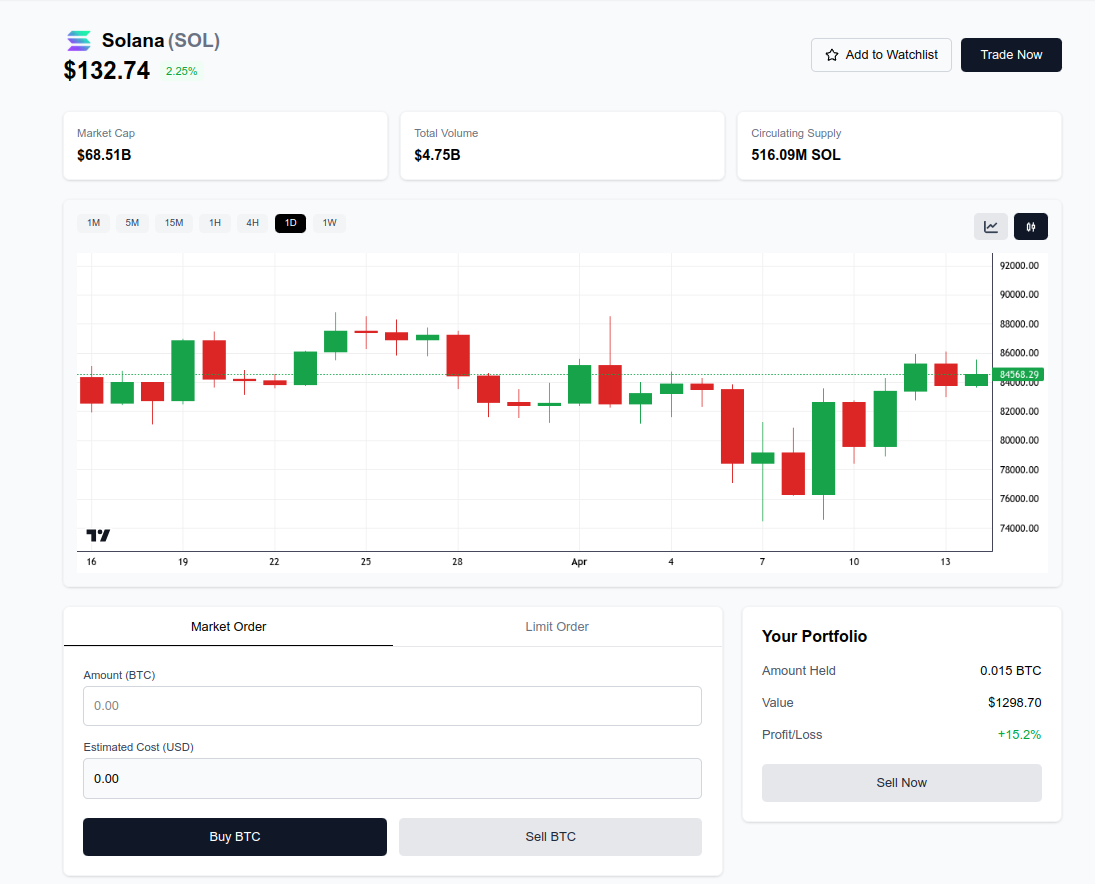 Solana (SOL)
$132.74 2.25%
Add to Watchlist
Trade Now
Market Cap
$68.51B
Total Volume
$4.75B
Circulating Supply
516.09M SOL
1M 5M 15M 1H 4H 1D 1W
92000.00
90000.00
88000.00
86000.00
84568.29
84000.00
82000.00
80000.00
78000.00
76000.00
74000.00
16 19 22 25 28 Apr 4 7 10 13
Market Order
Limit Order
Amount (BTC)
0.00
Estimated Cost (USD)
0.00
Buy BTC
Sell BTC
Your Portfolio
Amount Held 0.015 BTC
Value $1298.70
Profit/Loss +15.2%
Sell Now